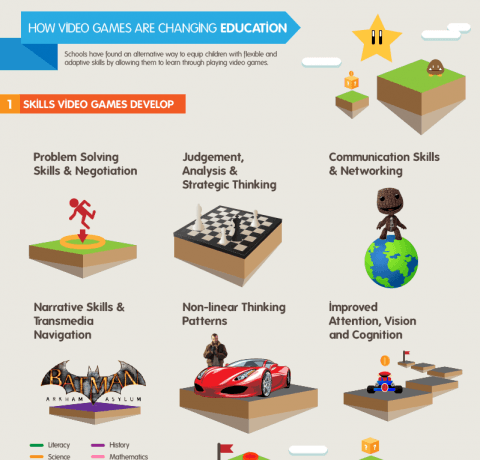 HOW VIDEO GAMES ARE CHANGING EDUCATION
Schools have found an alternative way to equip children with flexible and
adaptive skills by allowing them to learn through playing video games.
1 SKILLS VIDEO GAMES DEVELOP
Problem Solving
Skills & Negotiation
Judgement,
Analysis &
Strategic Thinking
Communication Skills
& Networking
Narrative Skills &
Transmedia
Navigation
Non-linear Thinking
Patterns
Improved
Attention, Vision
and Cognition
BATMAN
ARKHAM ASYLUM
Literacy
History
Science
Mathematics